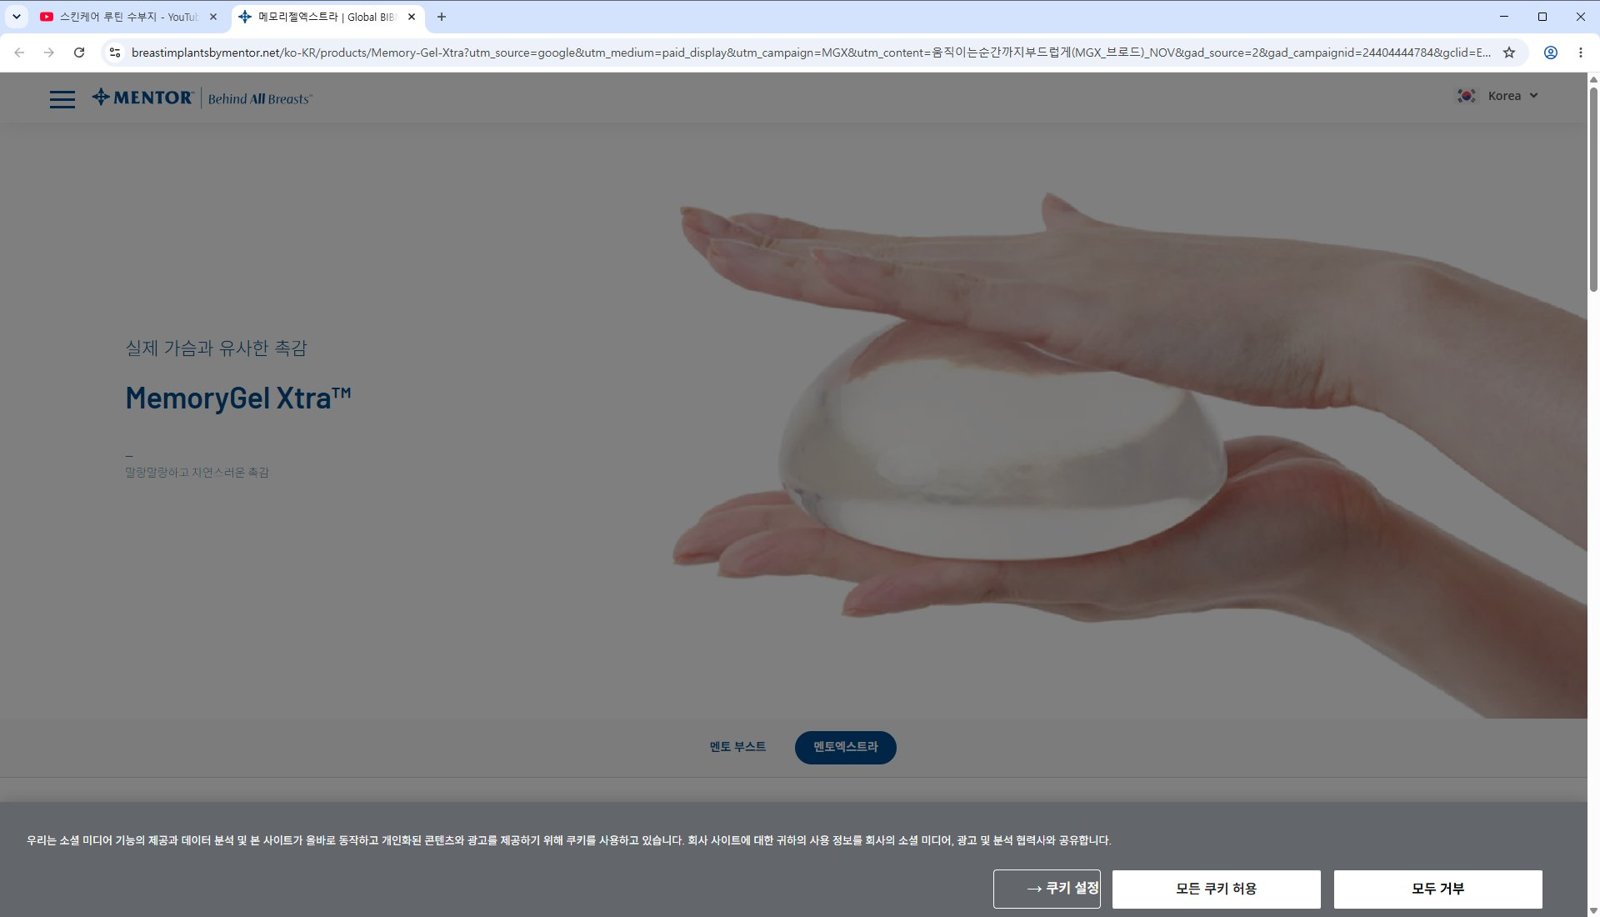 스킨케어 루틴 수부지 - YouTu
메모리젤엑스트라 | Global BIB
breastimplantsbymentor.net/ko-KR/products/Memory-Gel-Xtra?utm_source=google&utm_medium=paid_display&utm_campaign=MGX&utm_content=움직이는순간까지부드럽게(MGX_브로드)_NOV&gad_source=2&gad_campaignid=24404444784&gclid=E...
MENTOR™ | Behind All Breasts™
Korea
실제 가슴과 유사한 촉감
MemoryGel Xtra™
–
말랑말랑하고 자연스러운 촉감
멘토 부스트
멘토엑스트라
우리는 소셜 미디어 기능의 제공과 데이터 분석 및 본 사이트가 올바로 동작하고 개인화된 콘텐츠와 광고를 제공하기 위해 쿠키를 사용하고 있습니다. 회사 사이트에 대한 귀하의 사용 정보를 회사의 소셜 미디어, 광고 및 분석 협력사와 공유합니다.
→ 쿠키 설정
모든 쿠키 허용
모두 거부